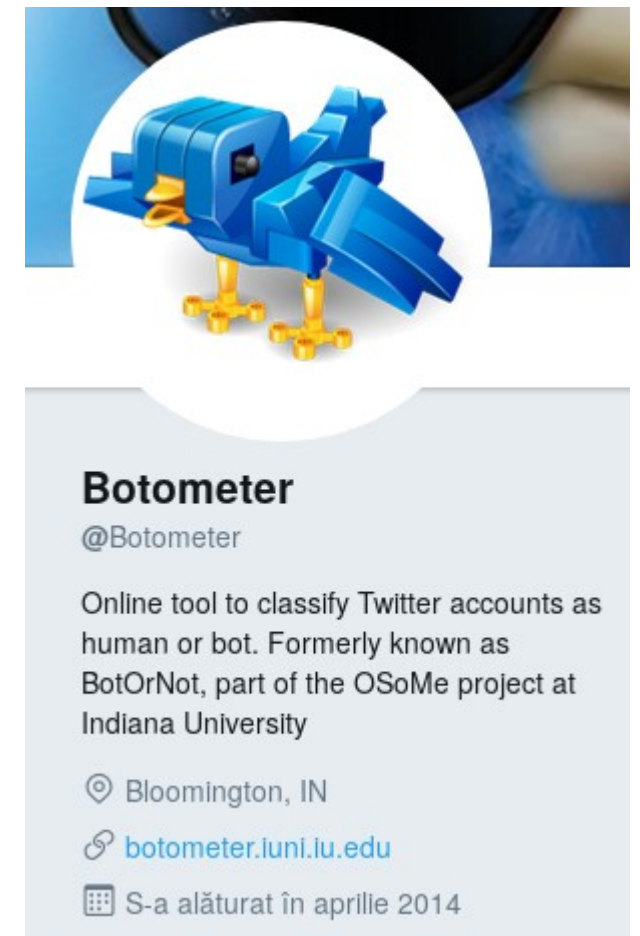 Botometer
@Botometer
Online tool to classify Twitter accounts as
human or bot. Formerly known as
BotOrNot, part of the OSoMe project at
Indiana University
Bloomington, IN
botometer.iuni.iu.edu
S-a alăturat în aprilie 2014